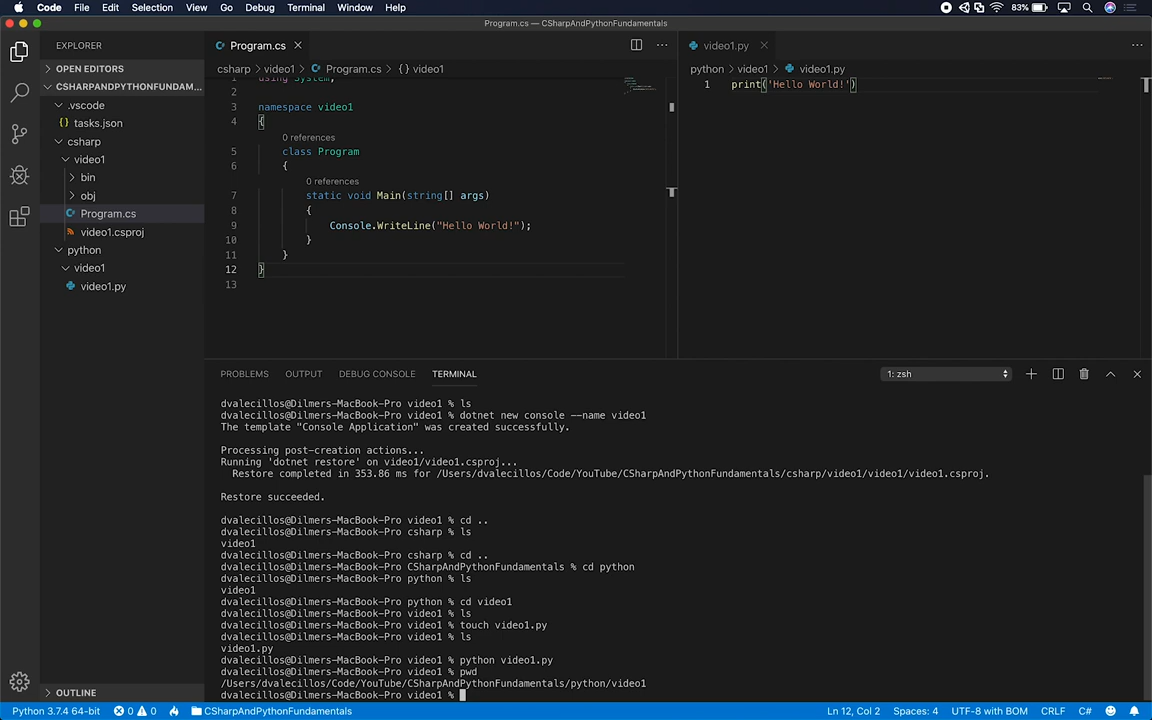 Code File Edit Selection View Go Debug Terminal Window Help 83%
Program.cs — CSharpAndPythonFundamentals
EXPLORER
OPEN EDITORS
CSHARPANDPYTHONFUNDAM...
.vscode
{} tasks.json
csharp
video1
bin
obj
Program.cs
video1.csproj
python
video1
video1.py
OUTLINE
Program.cs
csharp > video1 > Program.cs > {} video1
1 using System;
2
3 namespace video1
4 {
0 references
5 class Program
6 {
0 references
7 static void Main(string[] args)
8 {
9 Console.WriteLine("Hello World!");
10 }
11 }
12 }
13
video1.py
python > video1 > video1.py
1 print('Hello World!')
PROBLEMS OUTPUT DEBUG CONSOLE TERMINAL 1: zsh
dvalecillos@Dilmers-MacBook-Pro video1 % ls
dvalecillos@Dilmers-MacBook-Pro video1 % dotnet new console --name video1
The template "Console Application" was created successfully.
Processing post-creation actions...
Running 'dotnet restore' on video1/video1.csproj...
Restore completed in 353.86 ms for /Users/dvalecillos/Code/YouTube/CSharpAndPythonFundamentals/csharp/video1/video1/video1.csproj.
Restore succeeded.
dvalecillos@Dilmers-MacBook-Pro video1 % cd ..
dvalecillos@Dilmers-MacBook-Pro csharp % ls
video1
dvalecillos@Dilmers-MacBook-Pro csharp % cd ..
dvalecillos@Dilmers-MacBook-Pro CSharpAndPythonFundamentals % cd python
dvalecillos@Dilmers-MacBook-Pro python % ls
video1
dvalecillos@Dilmers-MacBook-Pro python % cd video1
dvalecillos@Dilmers-MacBook-Pro video1 % ls
dvalecillos@Dilmers-MacBook-Pro video1 % touch video1.py
dvalecillos@Dilmers-MacBook-Pro video1 % ls
video1.py
dvalecillos@Dilmers-MacBook-Pro video1 % python video1.py
dvalecillos@Dilmers-MacBook-Pro video1 % pwd
/Users/dvalecillos/Code/YouTube/CSharpAndPythonFundamentals/python/video1
dvalecillos@Dilmers-MacBook-Pro video1 %
Python 3.7.4 64-bit 0 0 CSharpAndPythonFundamentals Ln 12, Col 2 Spaces: 4 UTF-8 with BOM CRLF C#